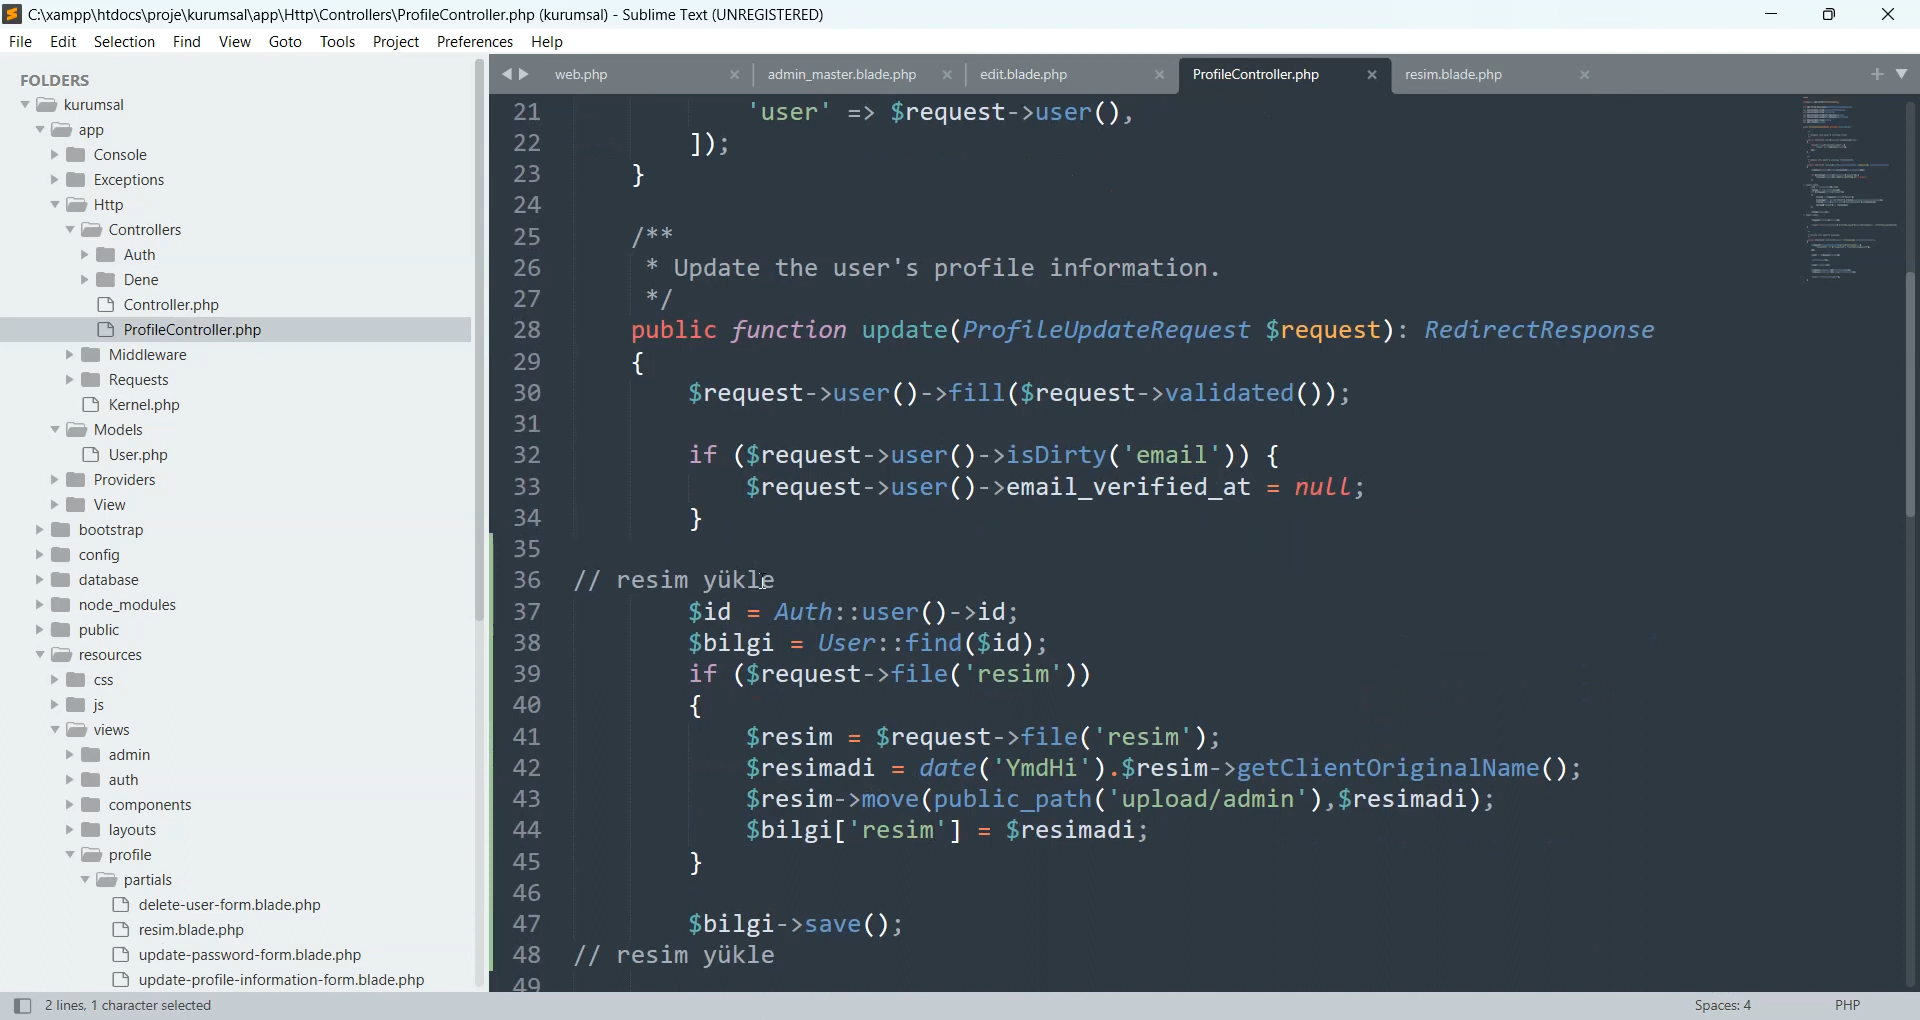 C:\xampp\htdocs\proje\kurumsal\app\Http\Controllers\ProfileController.php (kurumsal) - Sublime Text (UNREGISTERED)
File Edit Selection Find View Goto Tools Project Preferences Help
FOLDERS
kurumsal
app
Console
Exceptions
Http
Controllers
Auth
Dene
Controller.php
ProfileController.php
Middleware
Requests
Kernel.php
Models
User.php
Providers
View
bootstrap
config
database
node_modules
public
resources
css
js
views
admin
auth
components
layouts
profile
partials
delete-user-form.blade.php
resim.blade.php
update-password-form.blade.php
update-profile-information-form.blade.php
web.php admin_master.blade.php edit.blade.php ProfileController.php resim.blade.php
21 'user' => $request->user(),
22 ]);
23 }
24
25 /**
26 * Update the user's profile information.
27 */
28 public function update(ProfileUpdateRequest $request): RedirectResponse
29 {
30 $request->user()->fill($request->validated());
31
32 if ($request->user()->isDirty('email')) {
33 $request->user()->email_verified_at = null;
34 }
35
36 // resim yükle
37 $id = Auth::user()->id;
38 $bilgi = User::find($id);
39 if ($request->file('resim'))
40 {
41 $resim = $request->file('resim');
42 $resimadi = date('YmdHi').$resim->getClientOriginalName();
43 $resim->move(public_path('upload/admin'),$resimadi);
44 $bilgi['resim'] = $resimadi;
45 }
46
47 $bilgi->save();
48 // resim yükle
49
2 lines, 1 character selected Spaces: 4 PHP